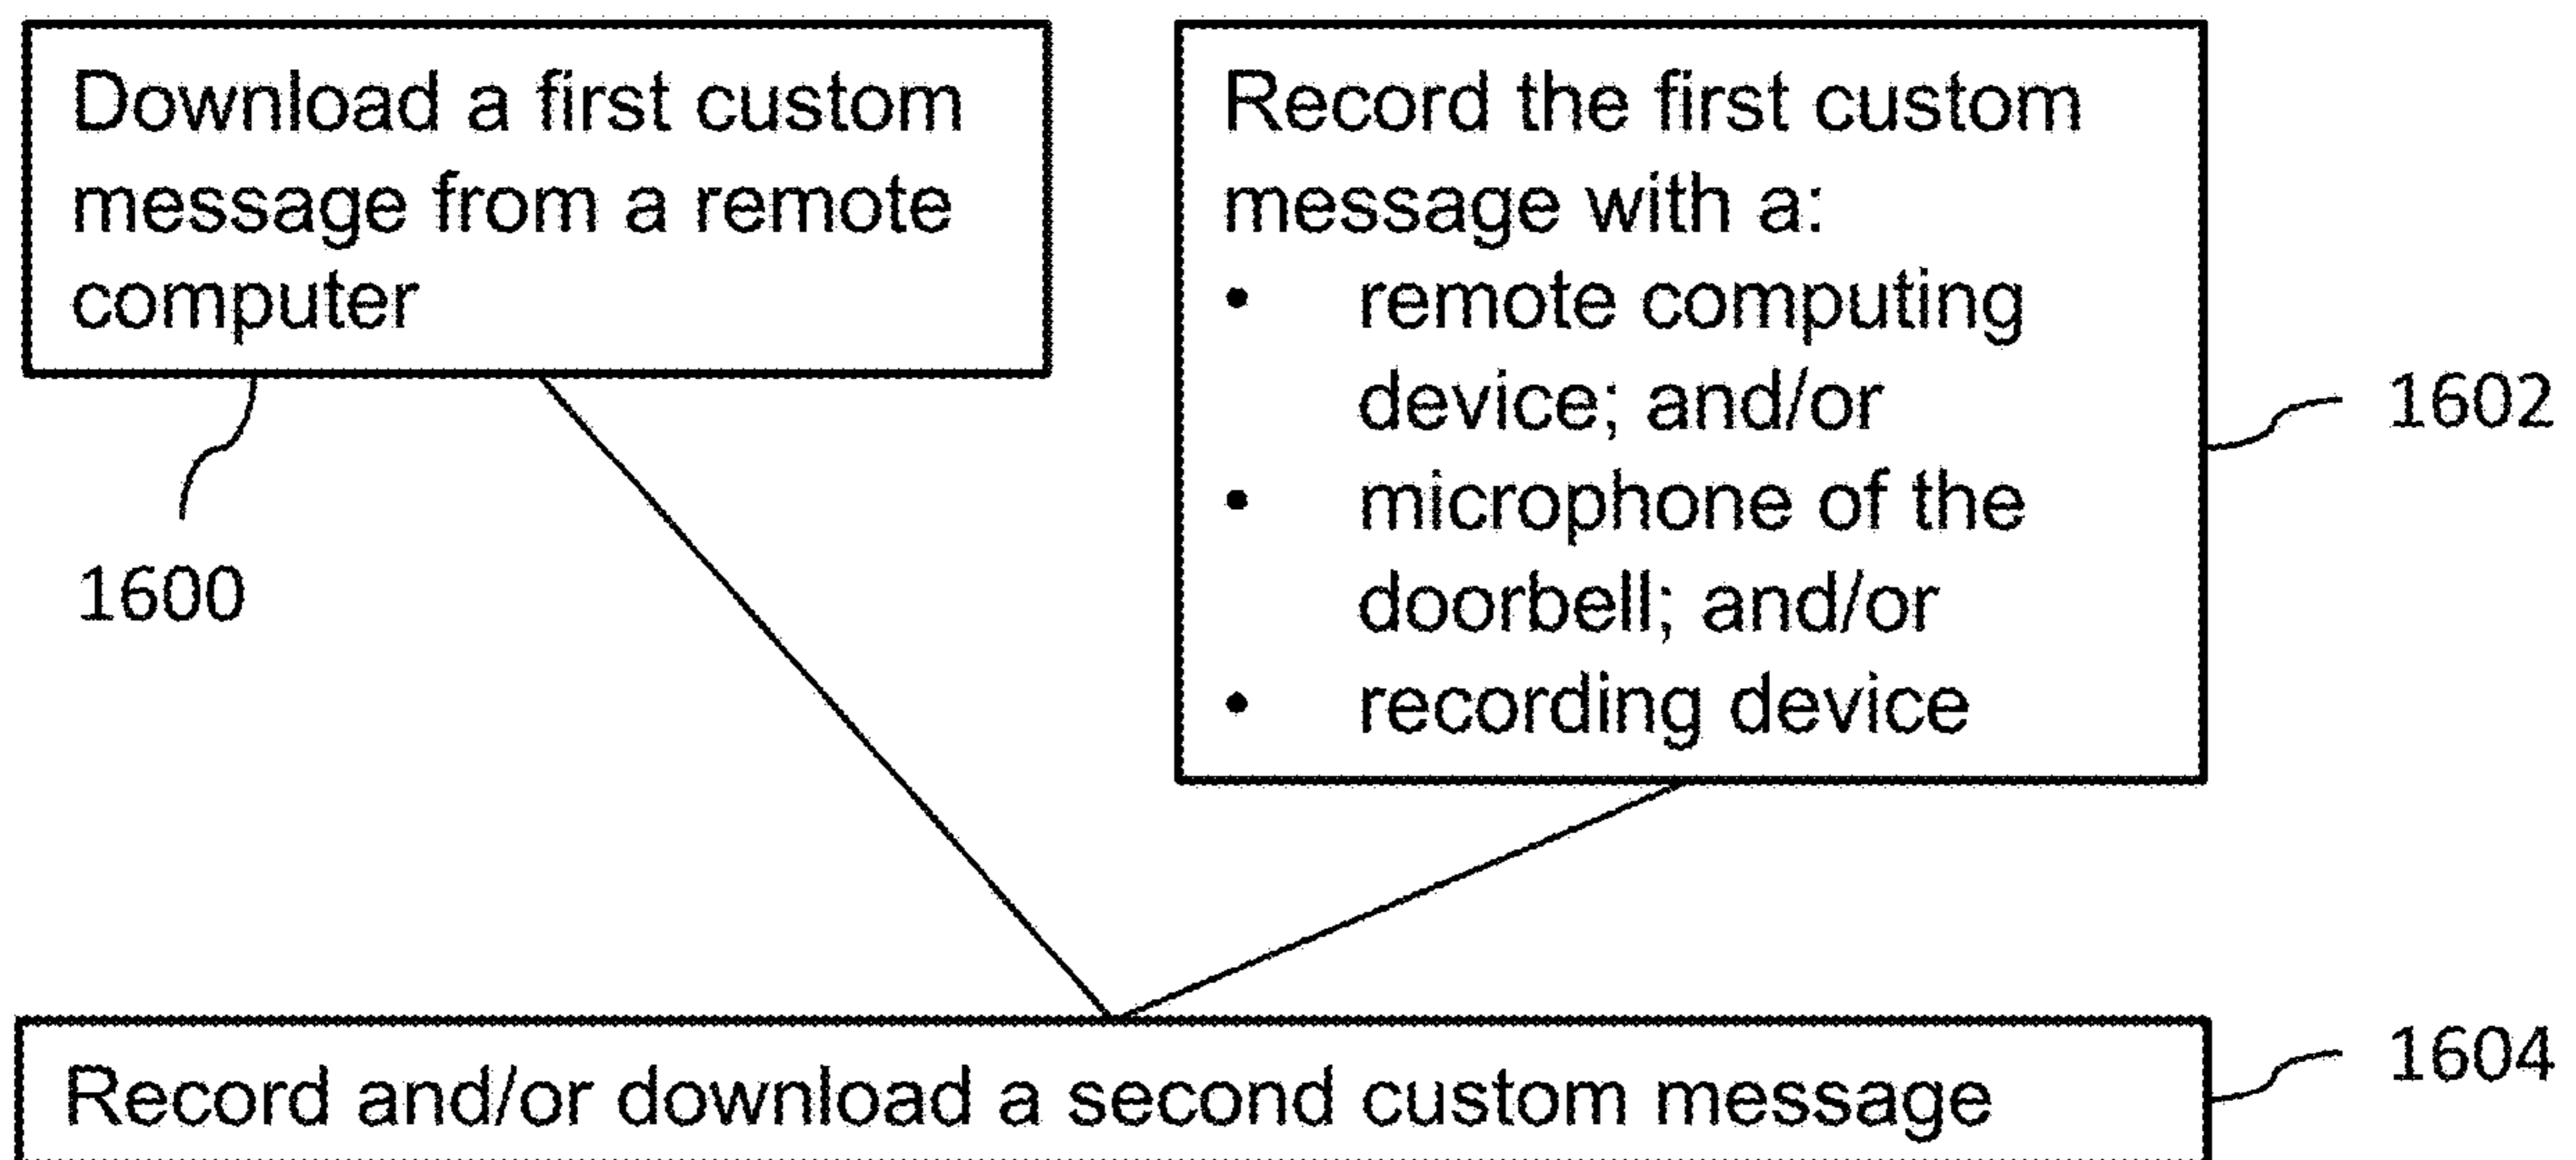 Download a first custom
message from a remote
computer
1600
Record the first custom
message with a:
• remote computing
device; and/or
• microphone of the
doorbell; and/or
• recording device
1602
Record and/or download a second custom message
1604